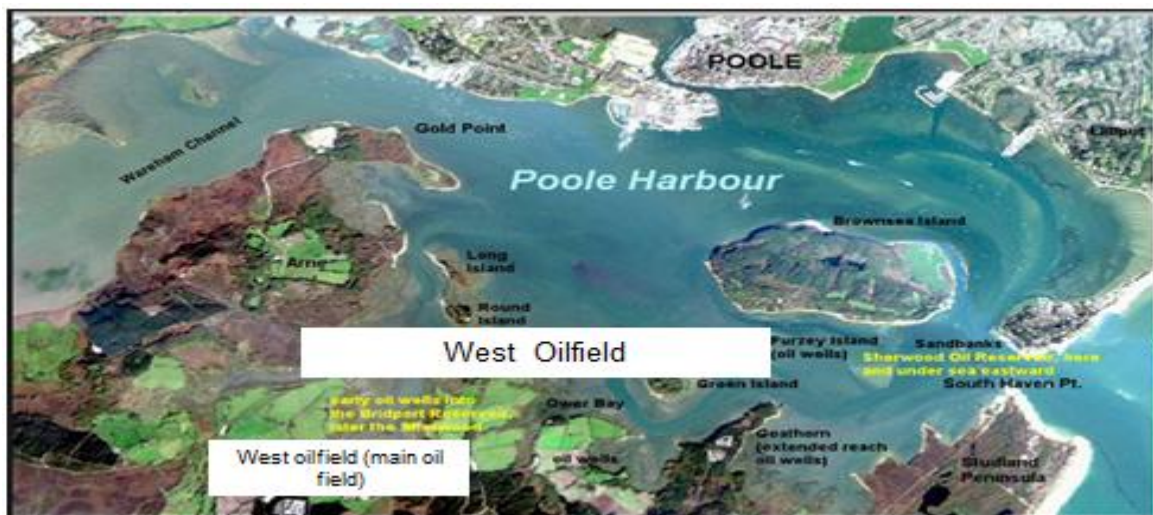 POOLE
Lilliput
Gold Point
Wareham Channel
Poole Harbour
Brownsea Island
Arne
Long
Island
Round
Island
West Oilfield
Furzey Island
(oil wells)
Sandbanks
Sherwood Oil Reservoir, here
and under sea eastward
South Haven Pt.
Green Island
early oil wells into
the Bridport Reservoir,
later the Sherwood
Ower Bay
Goathorn
(extended reach
oil wells)
oil wells
West oilfield (main oil
field)
Studland
Peninsula